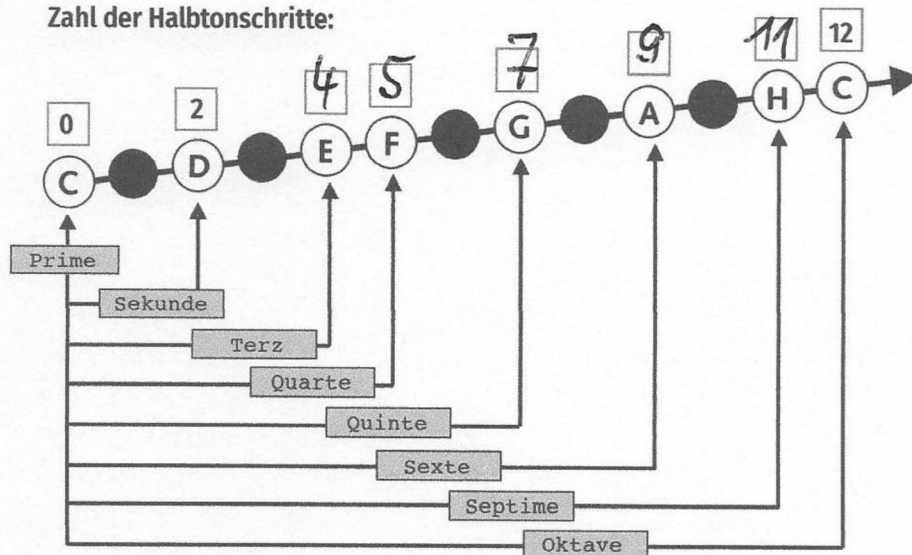 Zahl der Halbtonschritte:
0 2 4 5 7 9 11 12
C D E F G A H C
Prime
Sekunde
Terz
Quarte
Quinte
Sexte
Septime
Oktave